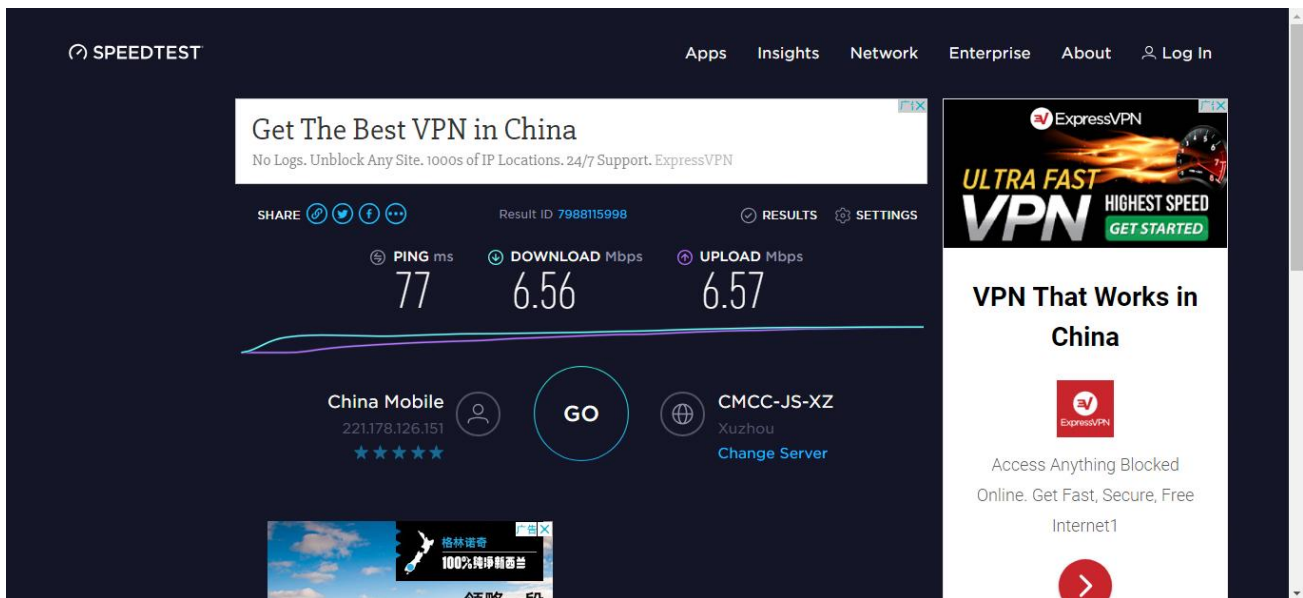 SPEEDTEST
Apps Insights Network Enterprise About Log In
Get The Best VPN in China
No Logs. Unblock Any Site. 1000s of IP Locations. 24/7 Support. ExpressVPN
SHARE Result ID 7988115998 RESULTS SETTINGS
PING ms DOWNLOAD Mbps UPLOAD Mbps
77 6.56 6.57
China Mobile
221.178.126.151
GO
CMCC-JS-XZ
Xuzhou
Change Server
广告
格林诺奇
100%纯净新西兰
ExpressVPN
ULTRA FAST
VPN
HIGHEST SPEED
GET STARTED
VPN That Works in
China
ExpressVPN
Access Anything Blocked
Online. Get Fast, Secure, Free
Internet1